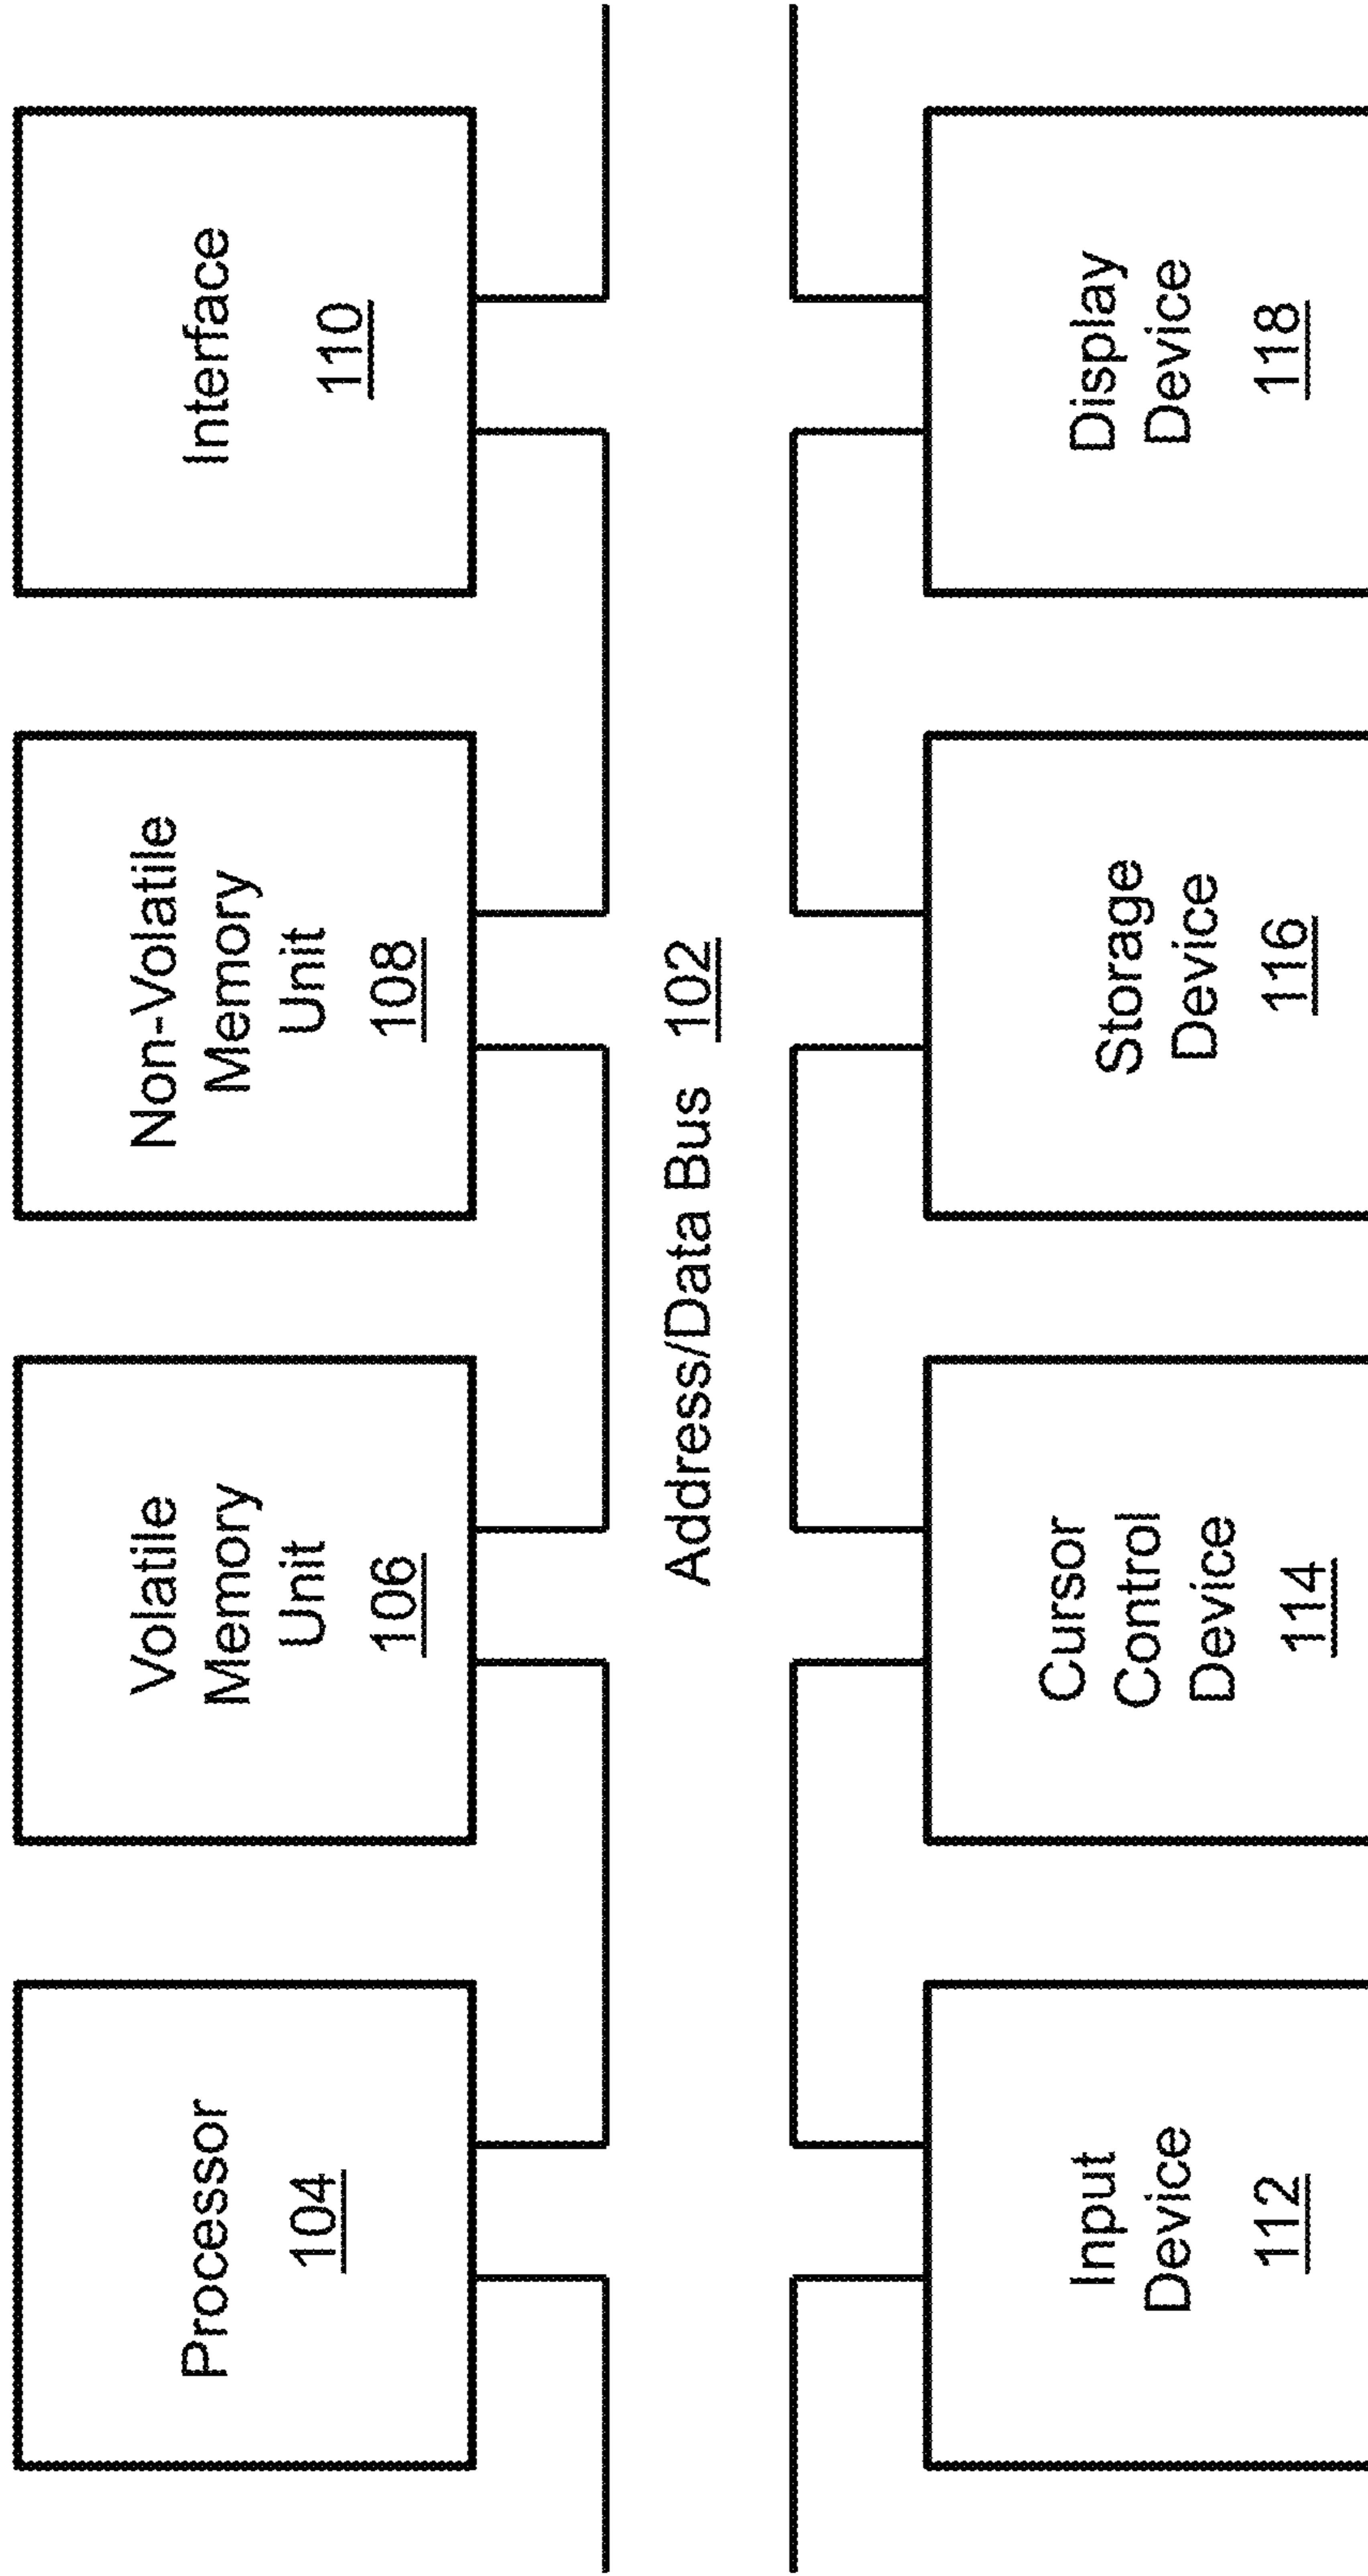 Processor
104
Volatile
Memory
Unit
106
Non-Volatile
Memory
Unit
108
Interface
110
Address/Data Bus 102
Input
Device
112
Cursor
Control
Device
114
Storage
Device
116
Display
Device
118